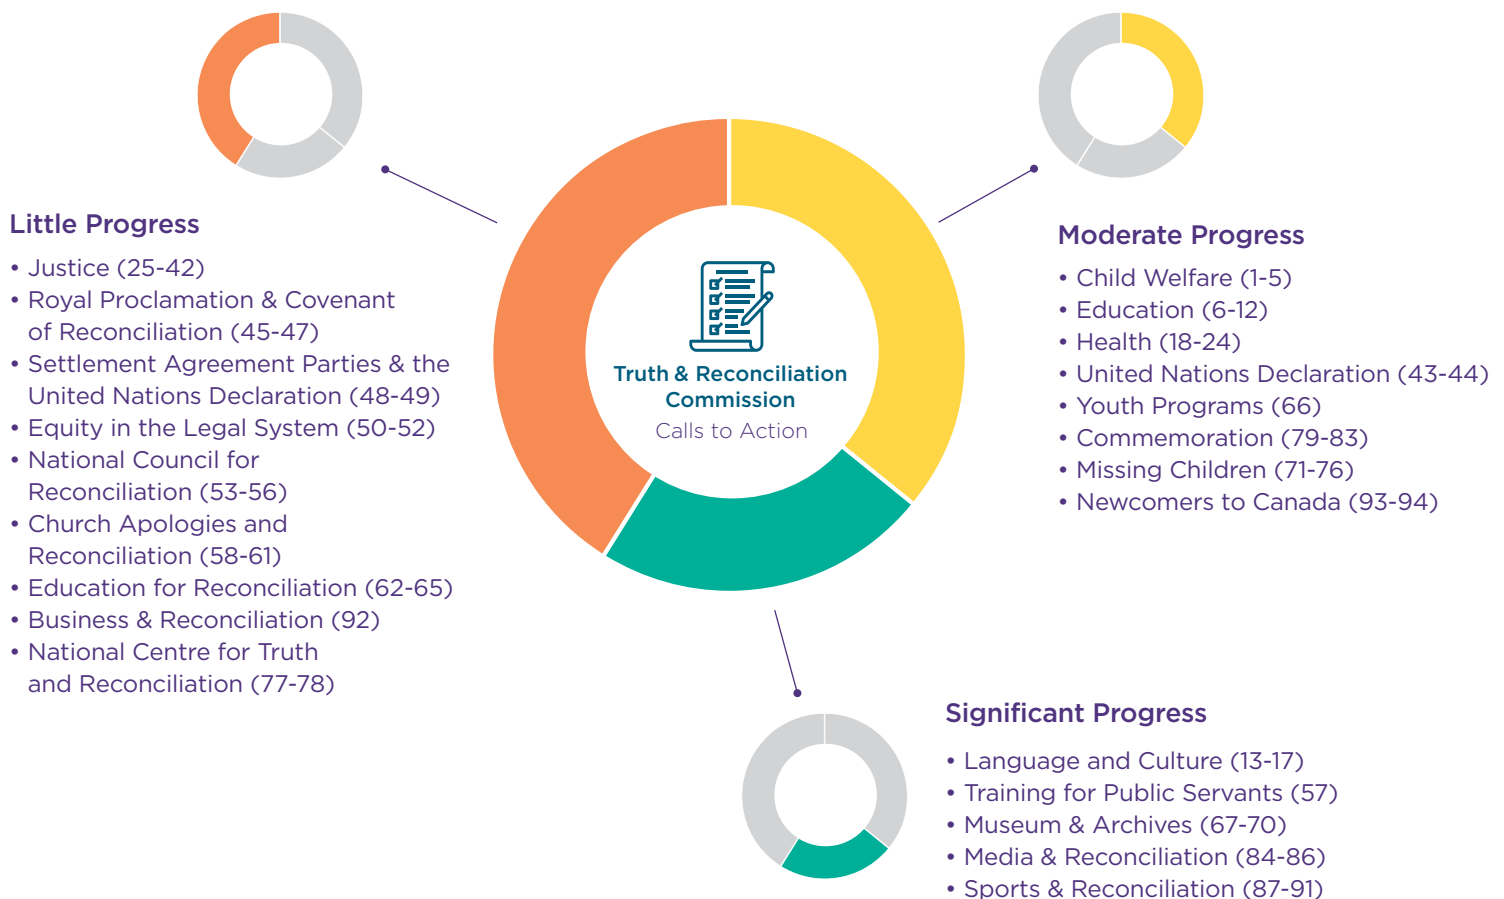 Truth & Reconciliation
Commission
Calls to Action
Little Progress
• Justice (25-42)
• Royal Proclamation & Covenant
of Reconciliation (45-47)
• Settlement Agreement Parties & the
United Nations Declaration (48-49)
• Equity in the Legal System (50-52)
• National Council for
Reconciliation (53-56)
• Church Apologies and
Reconciliation (58-61)
• Education for Reconciliation (62-65)
• Business & Reconciliation (92)
• National Centre for Truth
and Reconciliation (77-78)
Moderate Progress
• Child Welfare (1-5)
• Education (6-12)
• Health (18-24)
• United Nations Declaration (43-44)
• Youth Programs (66)
• Commemoration (79-83)
• Missing Children (71-76)
• Newcomers to Canada (93-94)
Significant Progress
• Language and Culture (13-17)
• Training for Public Servants (57)
• Museum & Archives (67-70)
• Media & Reconciliation (84-86)
• Sports & Reconciliation (87-91)